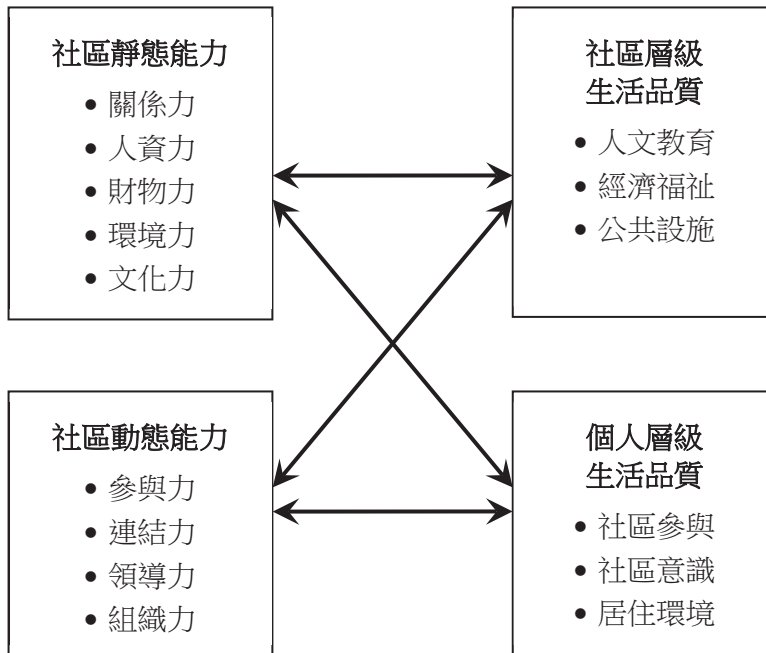 社區靜態能力
• 關係力
• 人資力
• 財物力
• 環境力
• 文化力
社區層級
生活品質
• 人文教育
• 經濟福祉
• 公共設施
社區動態能力
• 參與力
• 連結力
• 領導力
• 組織力
個人層級
生活品質
• 社區參與
• 社區意識
• 居住環境